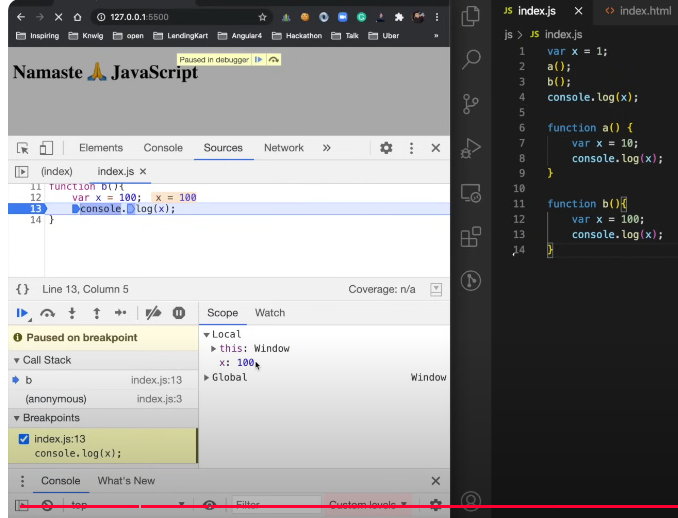 127.0.0.1:5500
Inspiring Knwlg open LendingKart Angular4 Hackathon Talk Uber »
Paused in debugger
Namaste 🙏 JavaScript
Elements Console Sources Network »
(index) index.js ×
11 function b(){
12 var x = 100; x = 100
13 console.log(x);
14 }
{} Line 13, Column 5 Coverage: n/a
Scope Watch
Paused on breakpoint
Call Stack
b index.js:13
(anonymous) index.js:3
Breakpoints
index.js:13
console.log(x);
Local
this: Window
x: 100
Global Window
Console What's New
top Filter Custom levels
JS index.js × <> index.html
js > JS index.js
1 var x = 1;
2 a();
3 b();
4 console.log(x);
5
6 function a() {
7 var x = 10;
8 console.log(x);
9 }
10
11 function b(){
12 var x = 100;
13 console.log(x);
14 }